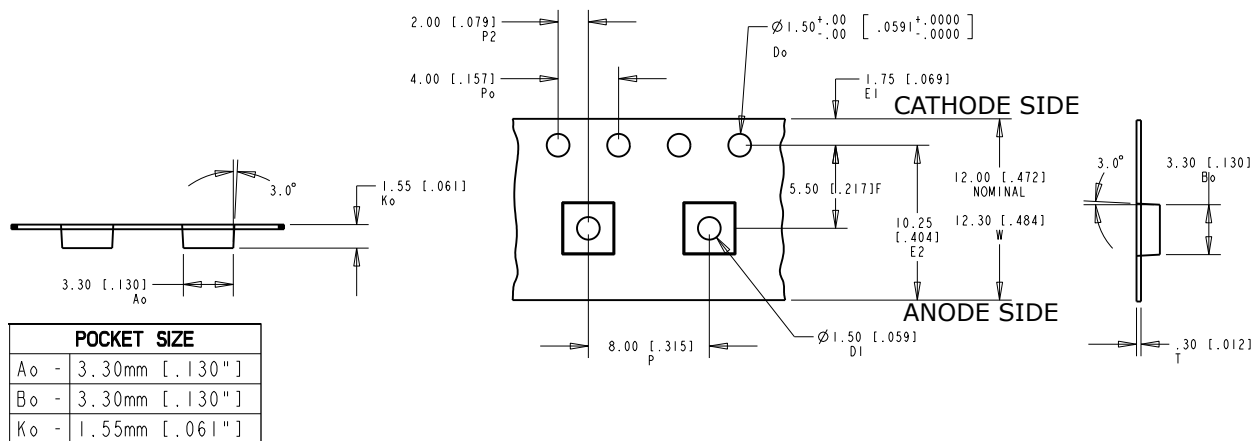 2.00 [.079]
P2
Ø1.50 +.00 -.00 [ .0591 +.0000 -.0000 ]
Do
4.00 [.157]
Po
1.75 [.069]
E1
CATHODE SIDE
3.0°
1.55 [.061]
Ko
5.50 [.217]F
12.00 [.472]
NOMINAL
12.30 [.484]
W
10.25
[.404]
E2
3.0°
3.30 [.130]
Bo
3.30 [.130]
Ao
ANODE SIDE
8.00 [.315]
P
Ø1.50 [.059]
D1
.30 [.012]
T
POCKET SIZE
Ao - 3.30mm [.130"]
Bo - 3.30mm [.130"]
Ko - 1.55mm [.061"]